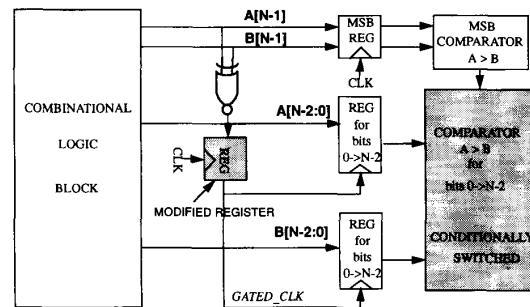 A[N-1]
B[N-1]
MSB
REG
CLK
MSB
COMPARATOR
A > B
COMBINATIONAL
LOGIC
BLOCK
A[N-2:0]
REG
for
bits
0->N-2
CLK
REG
MODIFIED REGISTER
COMPARATOR
A > B
for
bits 0->N-2
CONDITIONALLY
SWITCHED
B[N-2:0]
REG
for
bits
0->N-2
GATED_CLK